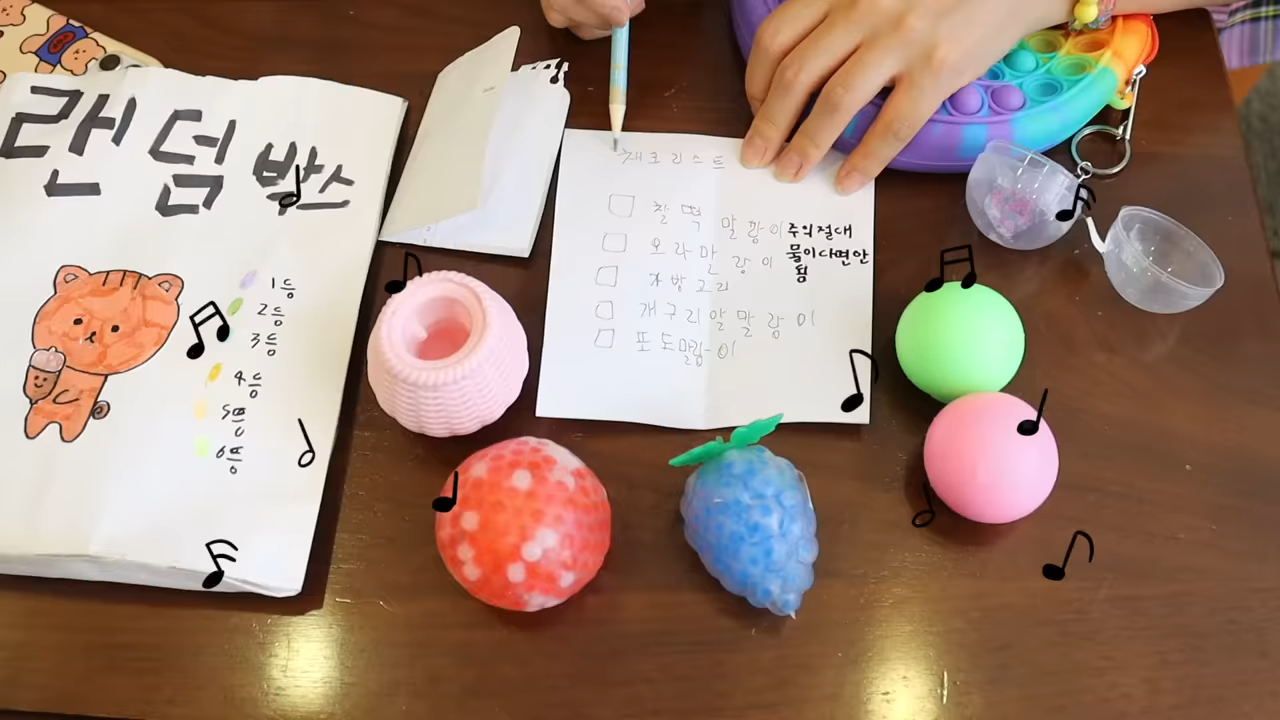 랜덤 박스
1등
2등
3등
4등
5등
6등
체크리스트
찰떡 말랑이 주의절대
물이다면안
됨
오라말랑이
자방고리
개구리알말랑이
포도말랑이